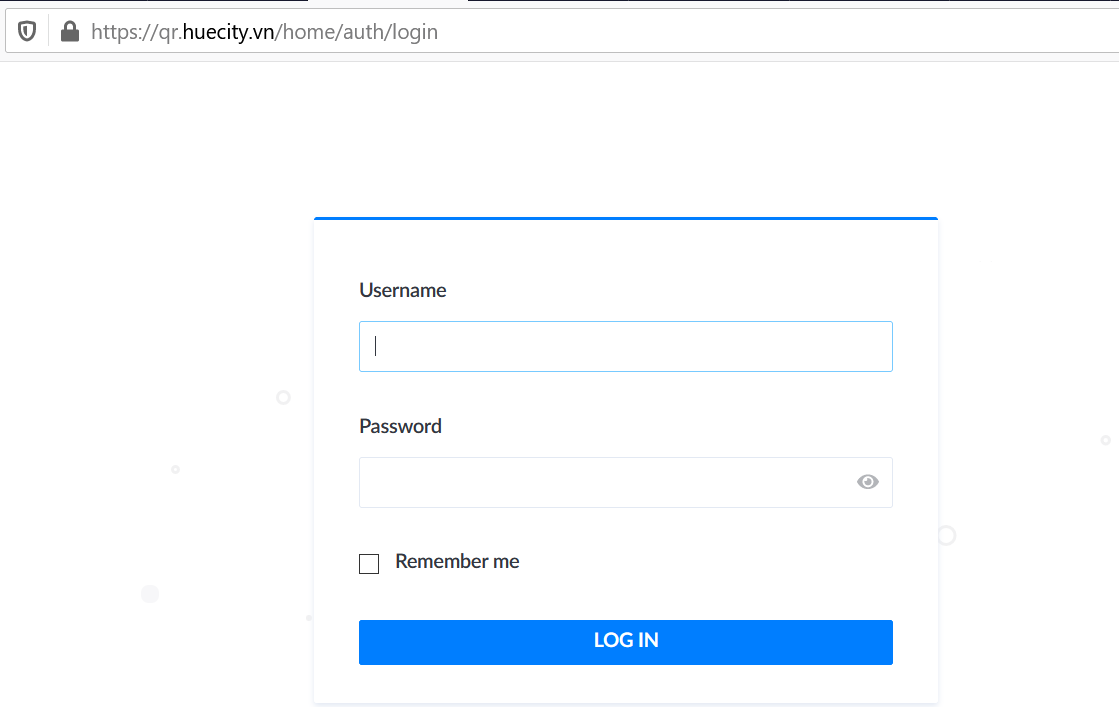 https://qr.huecity.vn/home/auth/login
Username
Password
Remember me
LOG IN